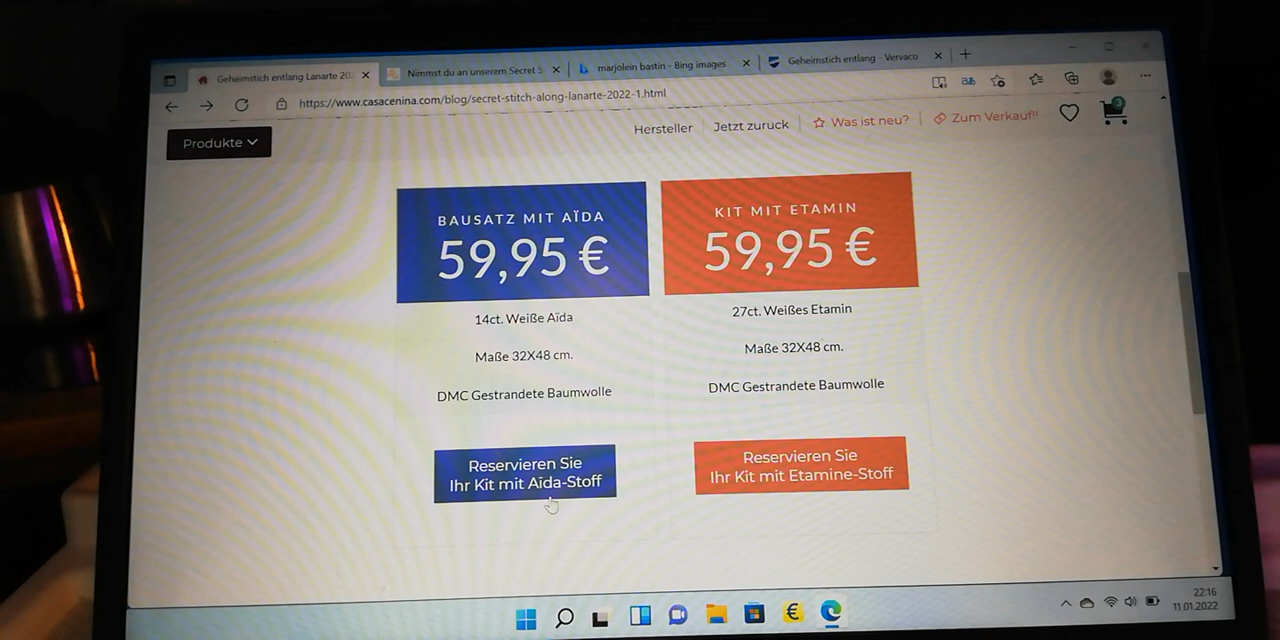 Geheimstich entlang Lanarte 20
Nimmst du an unserem Secret S
marjolein bastin - Bing images
Geheimstich entlang - Vervaco
https://www.casacenina.com/blog/secret-stitch-along-lanarte-2022-1.html
Produkte
Hersteller
Jetzt zuruck
Was ist neu?
Zum Verkauf!!
3
BAUSATZ MIT AÏDA
59,95 €
14ct. Weiße Aïda
Maße 32X48 cm.
DMC Gestrandete Baumwolle
Reservieren Sie
Ihr Kit mit Aïda-Stoff
KIT MIT ETAMIN
59,95 €
27ct. Weißes Etamin
Maße 32X48 cm.
DMC Gestrandete Baumwolle
Reservieren Sie
Ihr Kit mit Etamine-Stoff
22:16
11.01.2022